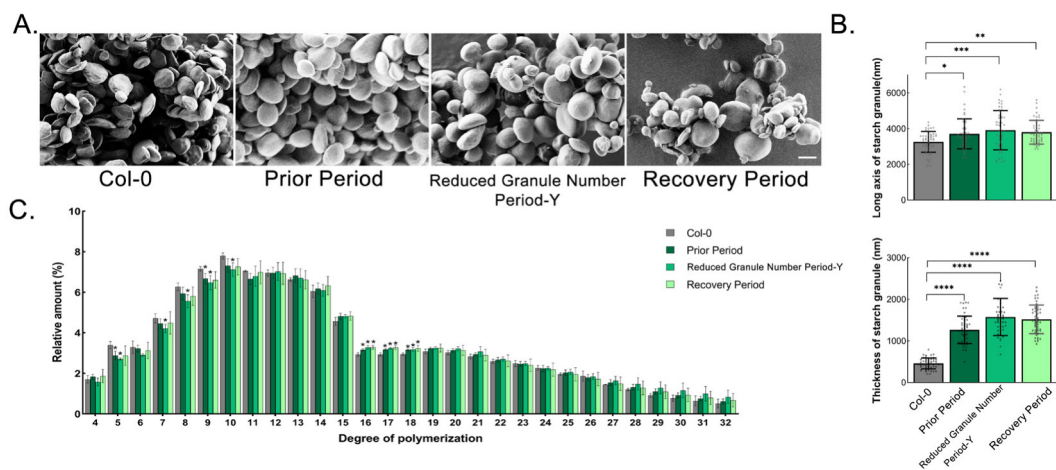 A.
Col-0
Prior Period
Reduced Granule Number
Period-Y
Recovery Period
B.
**
***
*
Long axis of starch granule(nm)
6000
4000
2000
0
****
****
****
Thickness of starch granule (nm)
3000
2000
1000
0
Col-0
Prior Period
Reduced Granule Number
Period-Y
Recovery Period
C.
Col-0
Prior Period
Reduced Granule Number Period-Y
Recovery Period
Relative amount (%)
10
8
6
4
2
0
* *
*
*
* *
*
* * *
* * *
* * *
4 5 6 7 8 9 10 11 12 13 14 15 16 17 18 19 20 21 22 23 24 25 26 27 28 29 30 31 32
Degree of polymerization